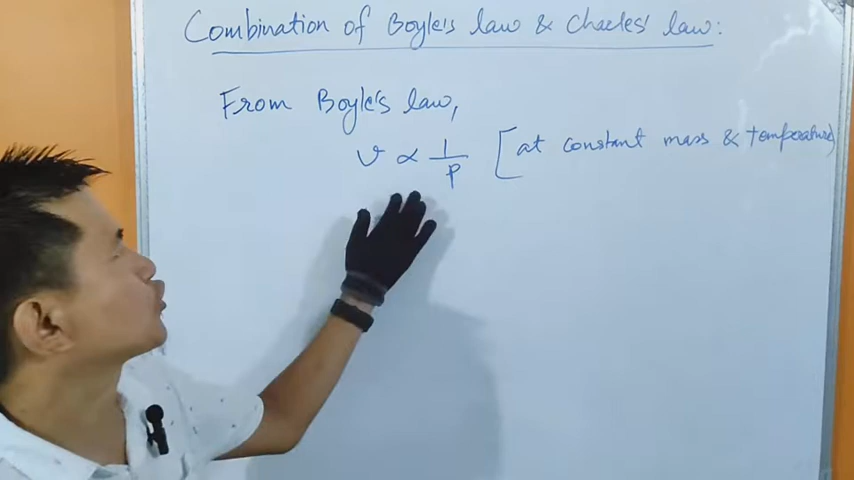 Combination of Boyle's law & Charles' law:
From Boyle's law,
v ∝ 1/P [at constant mass & temperature]